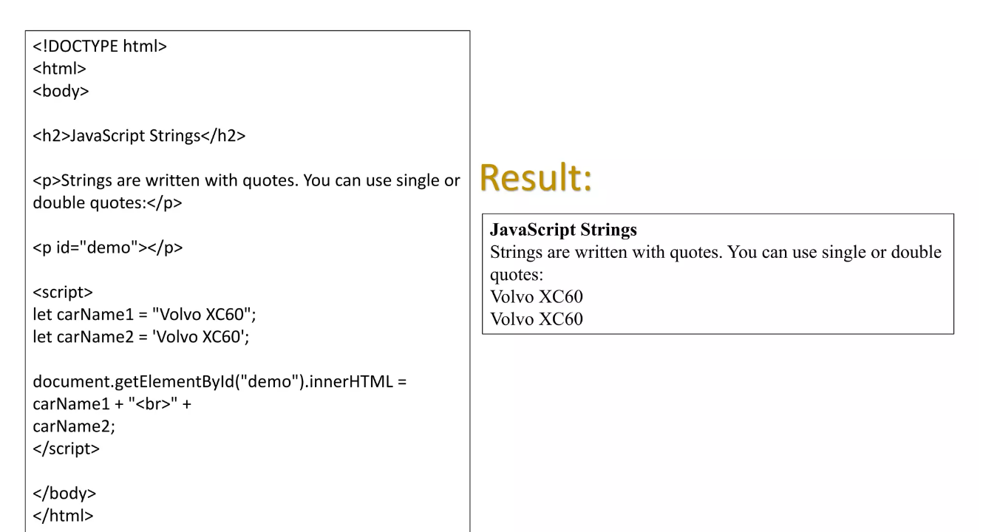 <!DOCTYPE html>
<html>
<body>
<h2>JavaScript Strings</h2>
<p>Strings are written with quotes. You can use single or
double quotes:</p>
<p id="demo"></p>
<script>
let carName1 = "Volvo XC60";
let carName2 = 'Volvo XC60';
document.getElementById("demo").innerHTML =
carName1 + "<br>" +
carName2;
</script>
</body>
</html>
Result:
JavaScript Strings
Strings are written with quotes. You can use single or double
quotes:
Volvo XC60
Volvo XC60